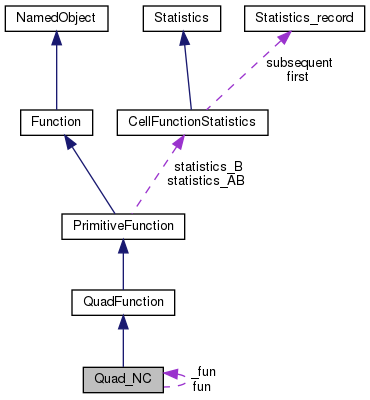 NamedObject
Statistics
Statistics_record
subsequent
first
Function
CellFunctionStatistics
statistics_B
statistics_AB
PrimitiveFunction
QuadFunction
Quad_NC
_fun
fun